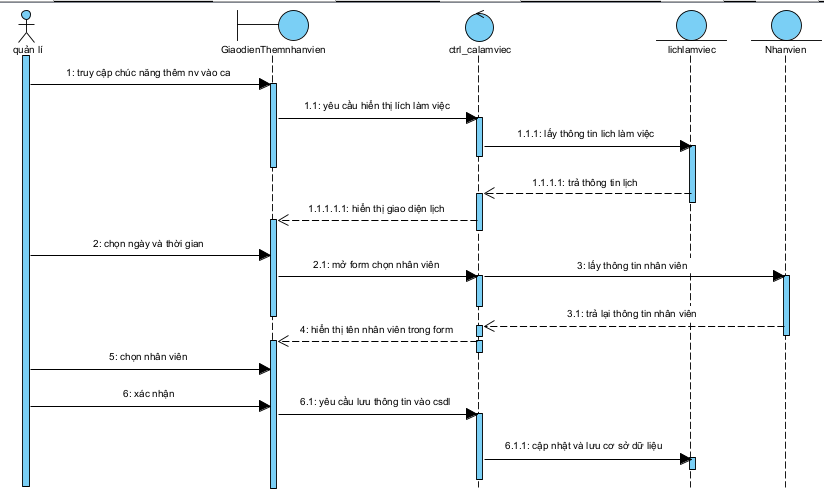 quản lí
GiaodienThemnhanvien
ctrl_calamviec
lichlamviec
Nhanvien
1: truy cập chúc năng thêm nv vào ca
1.1: yêu cầu hiển thị lích làm việc
1.1.1: lấy thông tin lich làm việc
1.1.1.1: trả thông tin lịch
1.1.1.1.1: hiển thị giao diện lịch
2: chọn ngày và thời gian
2.1: mở form chọn nhân viên
3: lấy thông tin nhân viên
3.1: trả lại thông tin nhân viên
4: hiển thị tên nhân viên trong form
5: chọn nhân viên
6: xác nhận
6.1: yêu cầu lưu thông tin vào csdl
6.1.1: cập nhật và lưu cơ sở dữ liệu